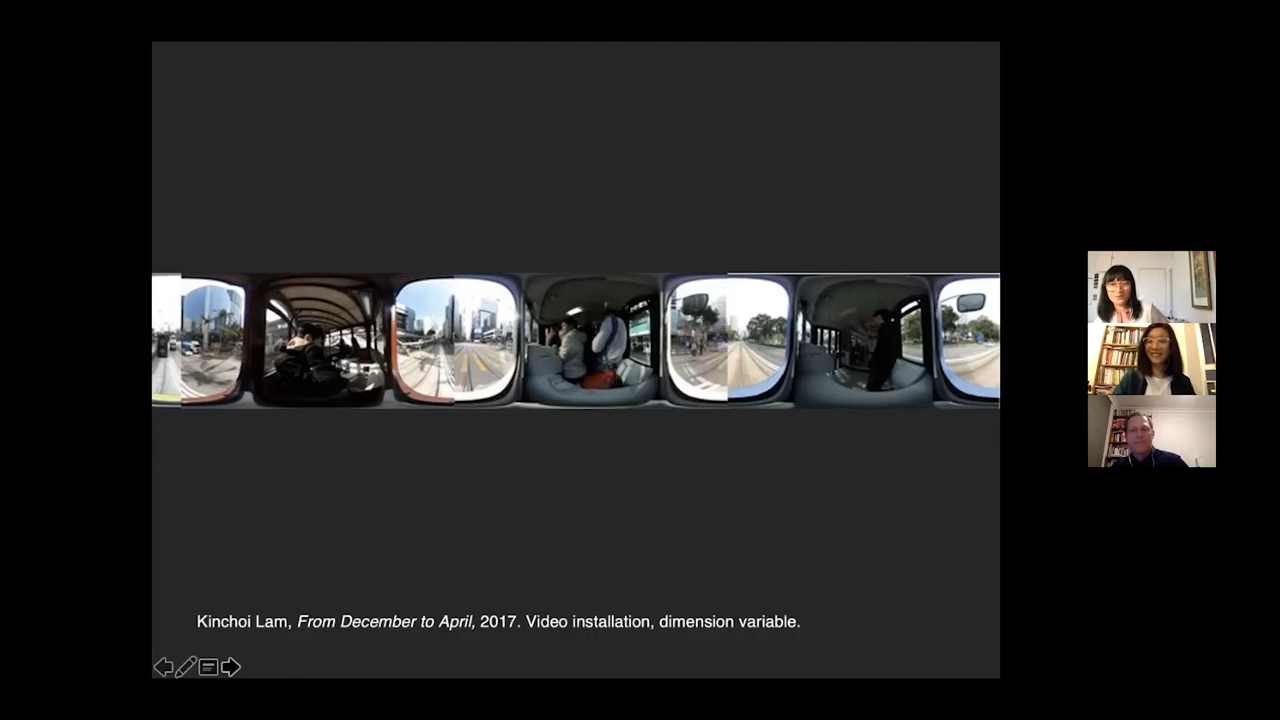 Kinchoi Lam, From December to April, 2017. Video installation, dimension variable.